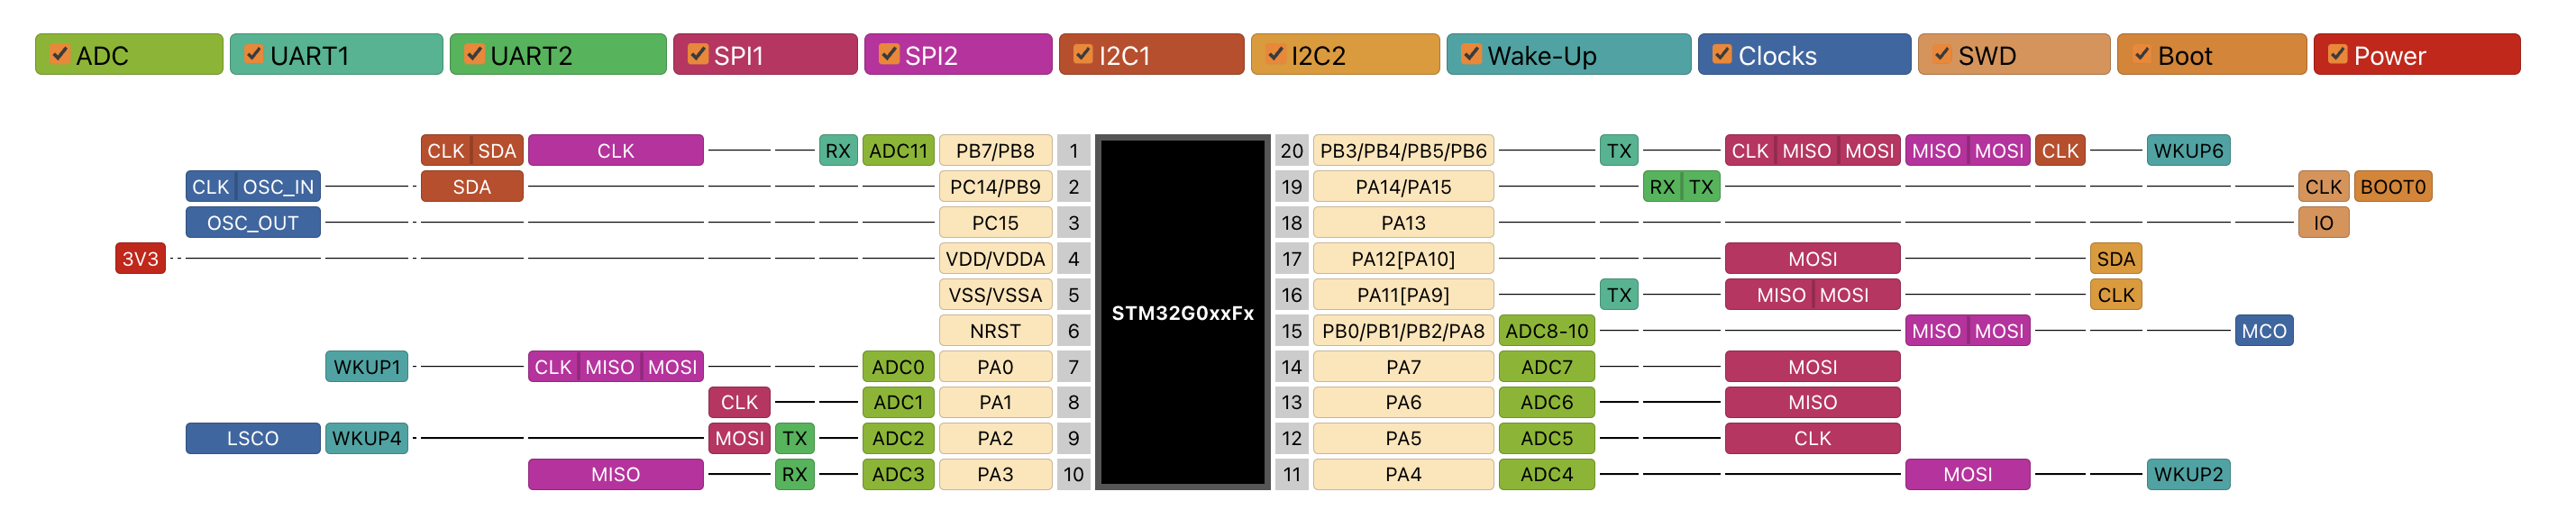 ADC UART1 UART2 SPI1 SPI2 I2C1 I2C2 Wake-Up Clocks SWD Boot Power
CLK SDA CLK RX ADC11 PB7/PB8 1 20 PB3/PB4/PB5/PB6 TX CLK MISO MOSI MISO MOSI CLK WKUP6
CLK OSC_IN SDA PC14/PB9 2 19 PA14/PA15 RX TX CLK BOOT0
OSC_OUT PC15 3 18 PA13 IO
3V3 VDD/VDDA 4 17 PA12[PA10] MOSI SDA
VSS/VSSA 5 16 PA11[PA9] TX MISO MOSI CLK
STM32G0xxFx
NRST 6 15 PB0/PB1/PB2/PA8 ADC8-10 MISO MOSI MCO
WKUP1 CLK MISO MOSI ADC0 PA0 7 14 PA7 ADC7 MOSI
CLK ADC1 PA1 8 13 PA6 ADC6 MISO
LSCO WKUP4 MOSI TX ADC2 PA2 9 12 PA5 ADC5 CLK
MISO RX ADC3 PA3 10 11 PA4 ADC4 MOSI WKUP2